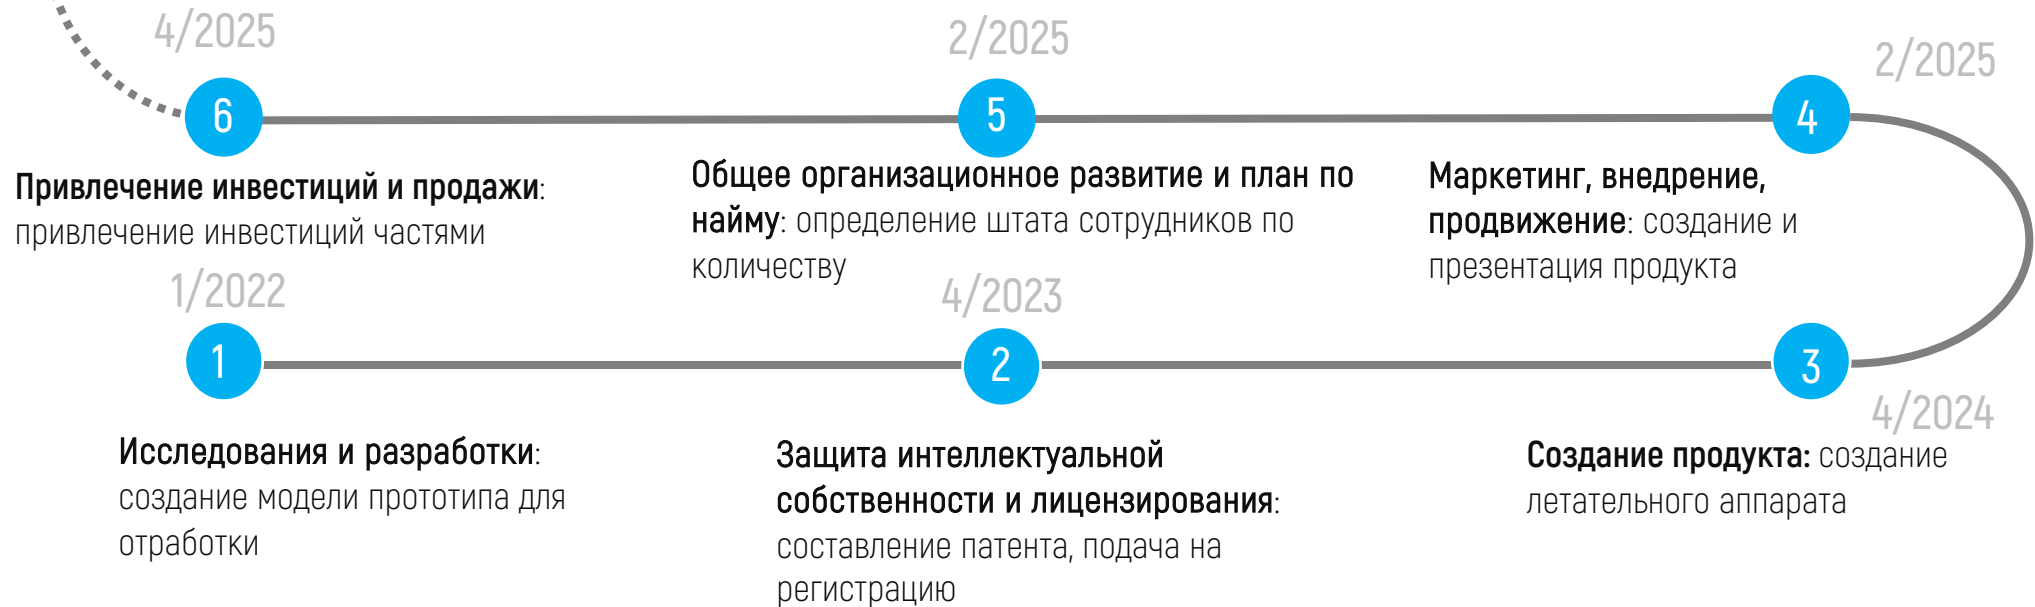 4/2025
2/2025
2/2025
6
5
4
Привлечение инвестиций и продажи:
привлечение инвестиций частями
Общее организационное развитие и план по
найму: определение штата сотрудников по
количеству
Маркетинг, внедрение,
продвижение: создание и
презентация продукта
1/2022
4/2023
1
2
3
4/2024
Исследования и разработки:
создание модели прототипа для
отработки
Защита интеллектуальной
собственности и лицензирования:
составление патента, подача на
регистрацию
Создание продукта: создание
летательного аппарата